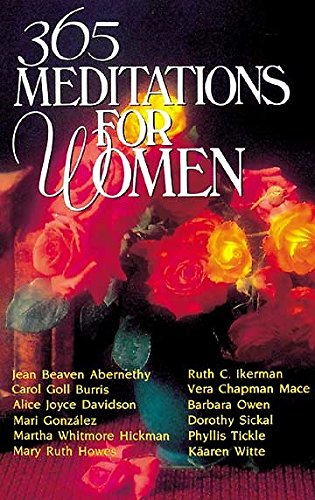 365
MEDITATIONS
FOR
WOMEN
Jean Beaven Abernethy
Carol Goll Burris
Alice Joyce Davidson
Mari González
Martha Whitmore Hickman
Mary Ruth Howes
Ruth C. Ikerman
Vera Chapman Mace
Barbara Owen
Dorothy Sickal
Phyllis Tickle
Käaren Witte